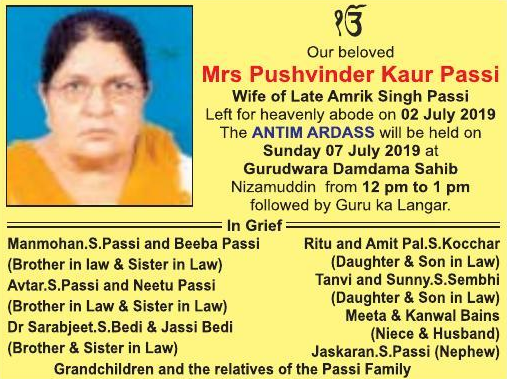 ੴ
Our beloved
Mrs Pushvinder Kaur Passi
Wife of Late Amrik Singh Passi
Left for heavenly abode on 02 July 2019
The ANTIM ARDASS will be held on
Sunday 07 July 2019 at
Gurudwara Damdama Sahib
Nizamuddin from 12 pm to 1 pm
followed by Guru ka Langar.
In Grief
Manmohan.S.Passi and Beeba Passi
(Brother in law & Sister in Law)
Avtar.S.Passi and Neetu Passi
(Brother in Law & Sister in Law)
Dr Sarabjeet.S.Bedi & Jassi Bedi
(Brother & Sister in Law)
Ritu and Amit Pal.S.Kocchar
(Daughter & Son in Law)
Tanvi and Sunny.S.Sembhi
(Daughter & Son in Law)
Meeta & Kanwal Bains
(Niece & Husband)
Jaskaran.S.Passi (Nephew)
Grandchildren and the relatives of the Passi Family